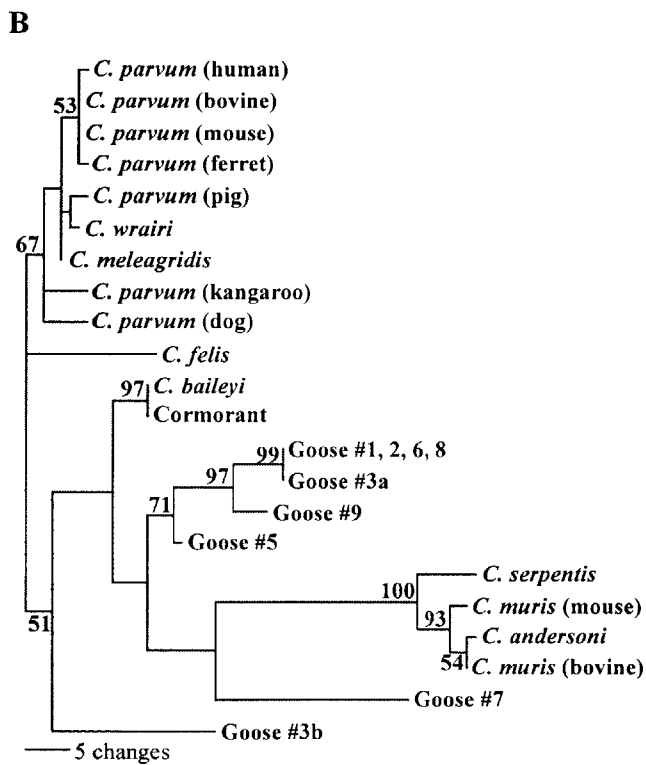 B
C. parvum (human)
53
C. parvum (bovine)
C. parvum (mouse)
C. parvum (ferret)
C. parvum (pig)
C. wrairi
67
C. meleagridis
C. parvum (kangaroo)
C. parvum (dog)
C. felis
97
C. baileyi
Cormorant
99
Goose #1, 2, 6, 8
97
Goose #3a
71
Goose #9
Goose #5
C. serpentis
100
C. muris (mouse)
93
C. andersoni
51
54
C. muris (bovine)
Goose #7
Goose #3b
5 changes